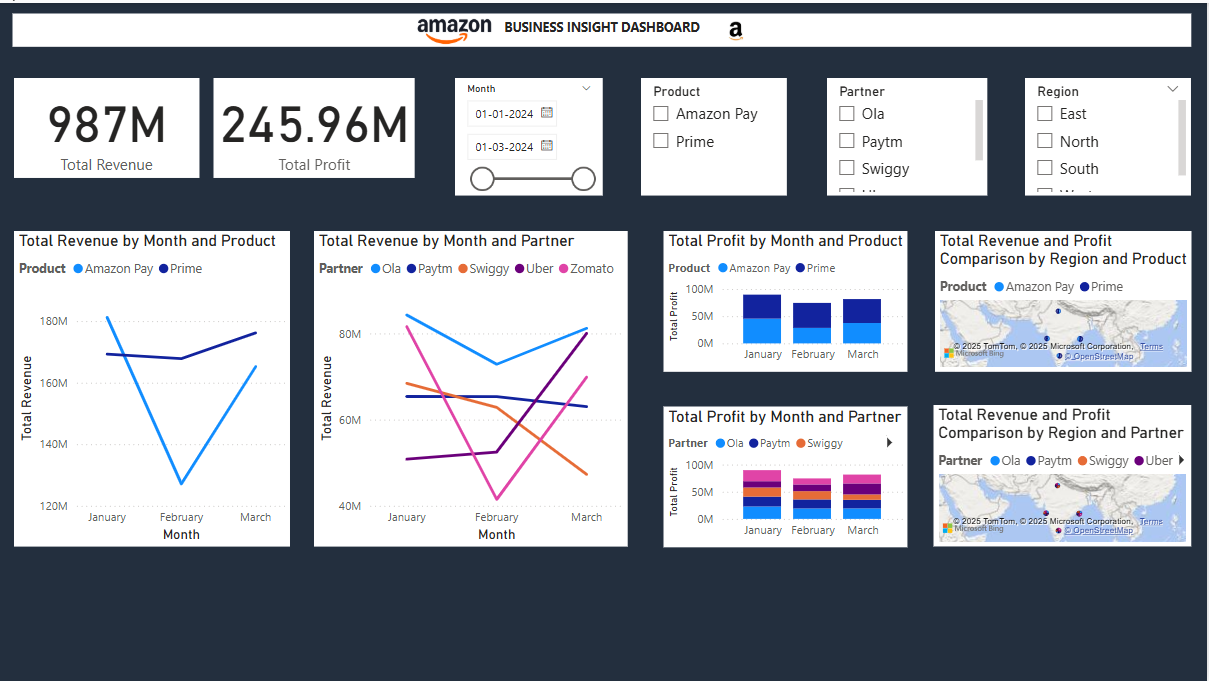 amazon BUSINESS INSIGHT DASHBOARD a
987M
Total Revenue
245.96M
Total Profit
Month
01-01-2024
01-03-2024
Product
Amazon Pay
Prime
Partner
Ola
Paytm
Swiggy
Region
East
North
South
Total Revenue by Month and Product
Product Amazon Pay Prime
Total Revenue
180M
160M
140M
120M
January February March
Month
Total Revenue by Month and Partner
Partner Ola Paytm Swiggy Uber Zomato
Total Revenue
80M
60M
40M
January February March
Month
Total Profit by Month and Product
Product Amazon Pay Prime
Total Profit
100M
50M
0M
January February March
Total Revenue and Profit
Comparison by Region and Product
Product Amazon Pay Prime
© 2025 TomTom, © 2025 Microsoft Corporation, Terms
Microsoft Bing © OpenStreetMap
Total Profit by Month and Partner
Partner Ola Paytm Swiggy
Total Profit
100M
50M
0M
January February March
Total Revenue and Profit
Comparison by Region and Partner
Partner Ola Paytm Swiggy Uber
© 2025 TomTom, © 2025 Microsoft Corporation, Terms
Microsoft Bing © OpenStreetMap